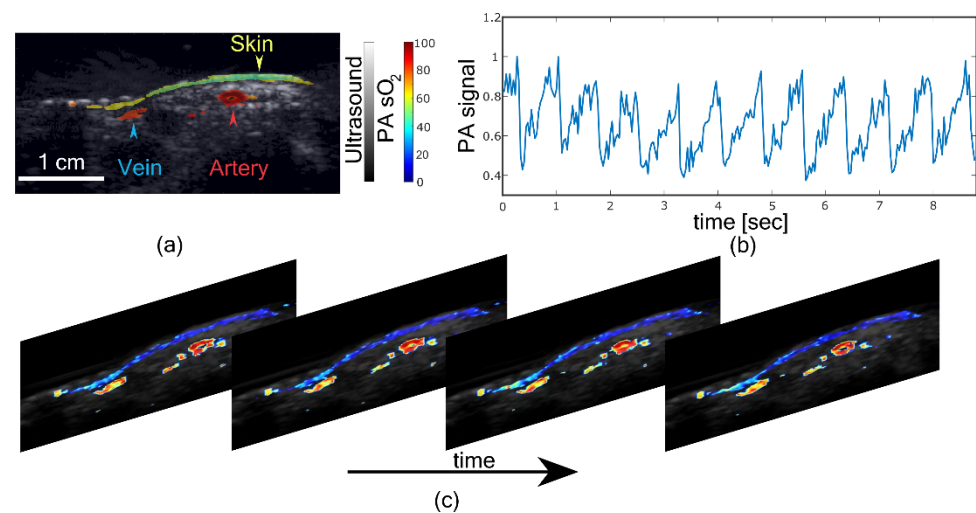 Skin
1 cm
Vein
Artery
Ultrasound
PA sO2
100
80
60
40
20
0
(a)
PA signal
1.2
1
0.8
0.6
0.4
0
1
2
3
4
5
6
7
8
time [sec]
(b)
time
(c)